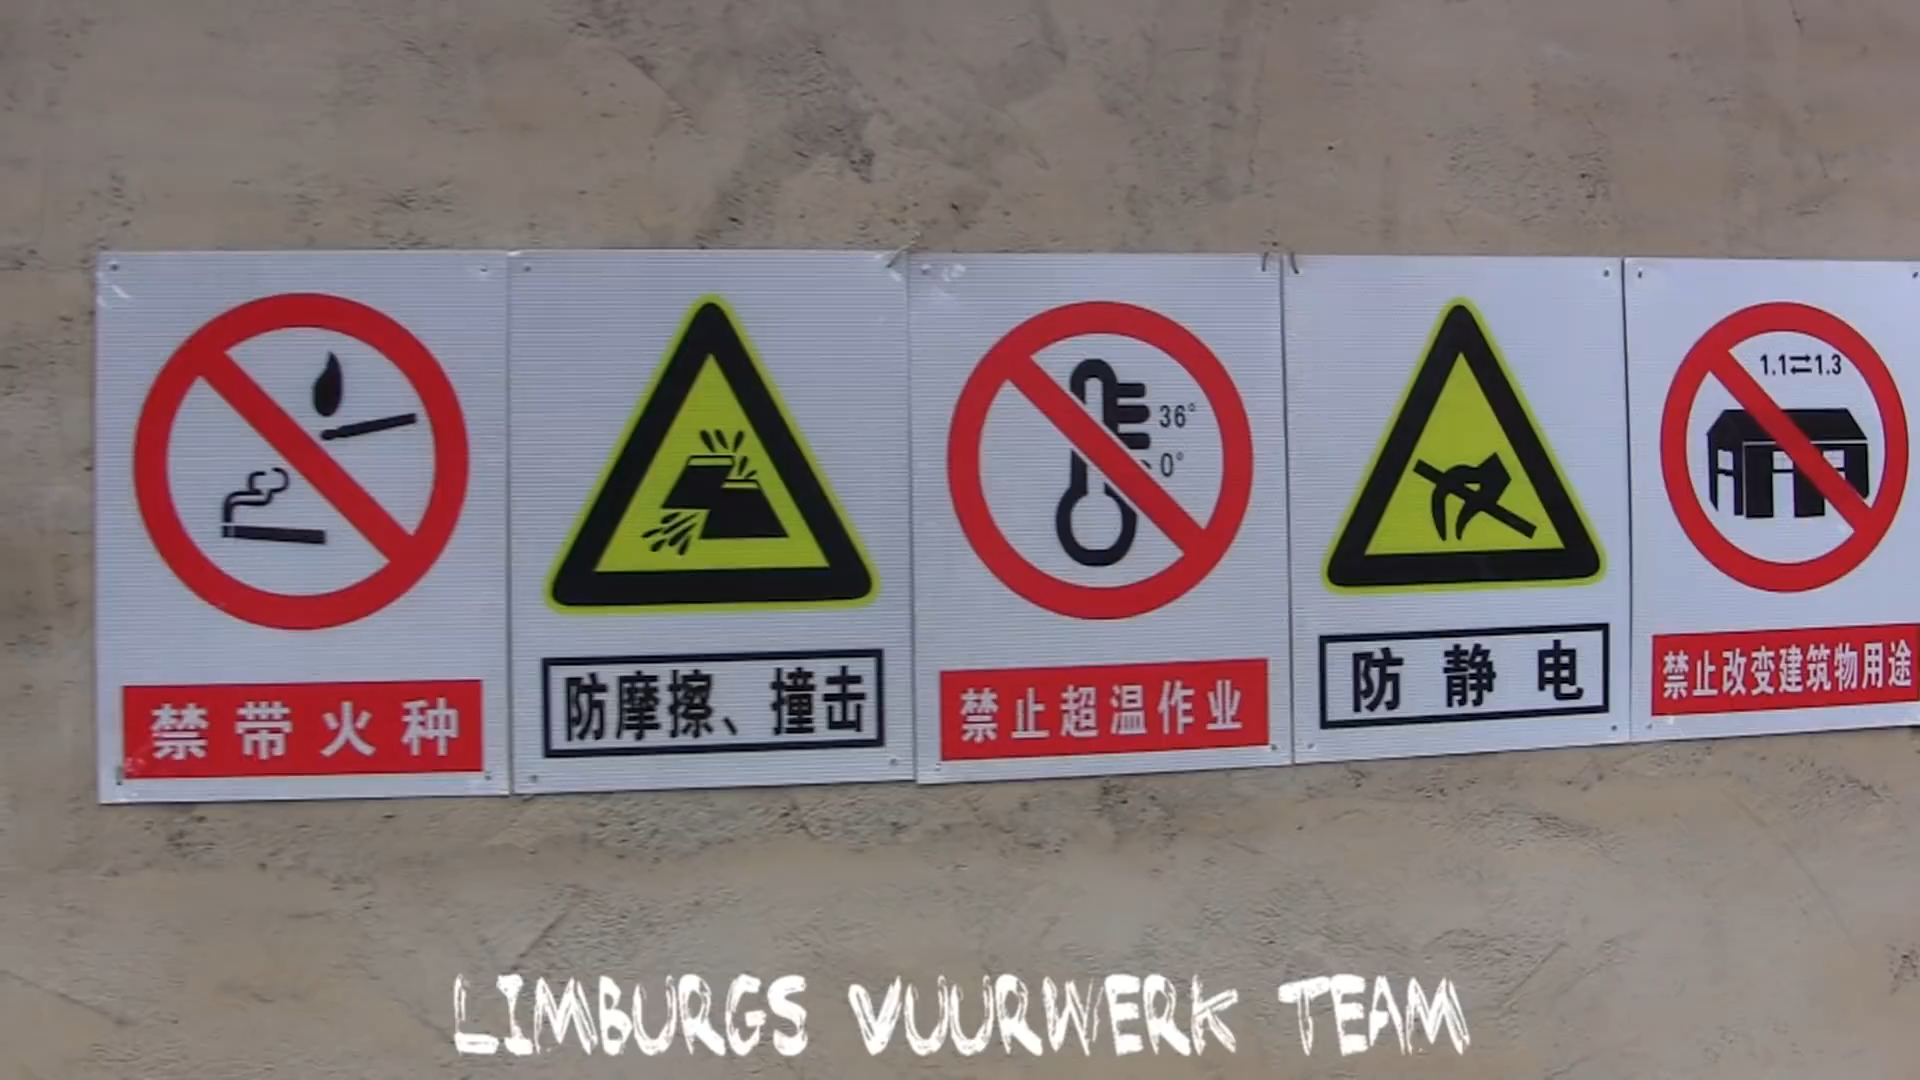 禁带火种
防摩擦、撞击
36°
0°
禁止超温作业
防静电
1.1⇄1.3
禁止改变建筑物用途
LIMBURGS VUURWERK TEAM